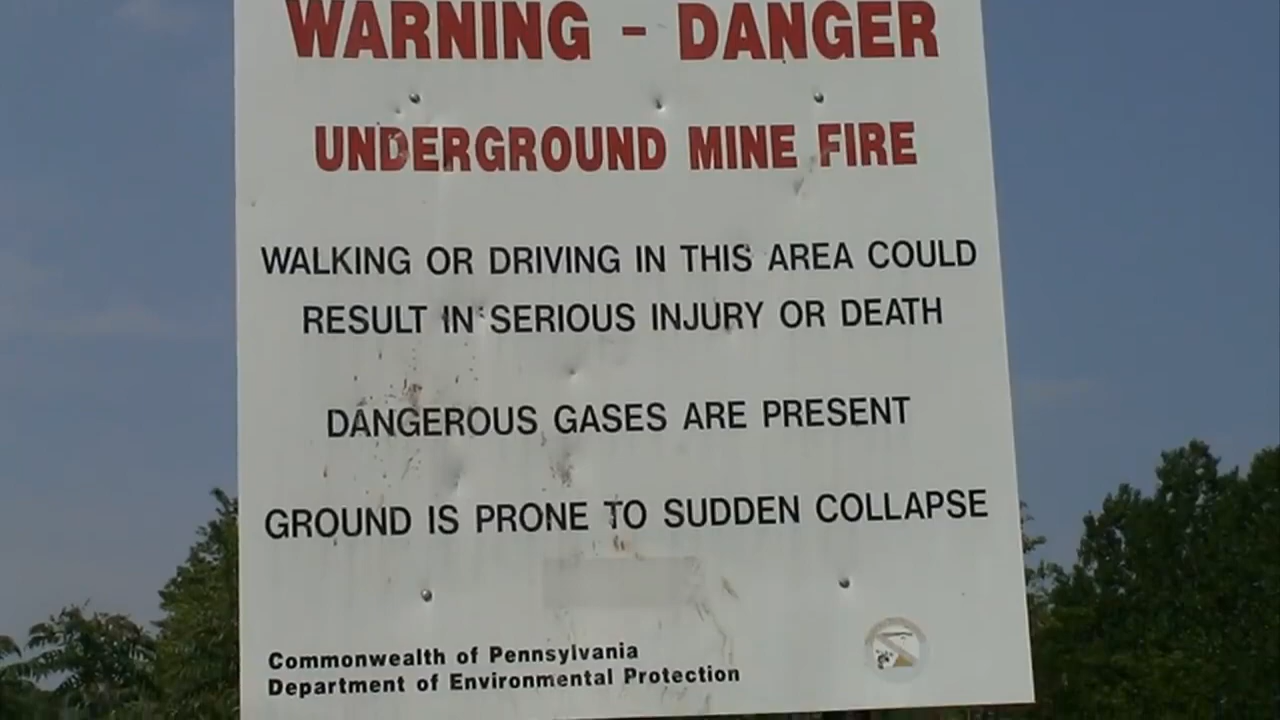 WARNING - DANGER
UNDERGROUND MINE FIRE
WALKING OR DRIVING IN THIS AREA COULD
RESULT IN SERIOUS INJURY OR DEATH
DANGEROUS GASES ARE PRESENT
GROUND IS PRONE TO SUDDEN COLLAPSE
Commonwealth of Pennsylvania
Department of Environmental Protection